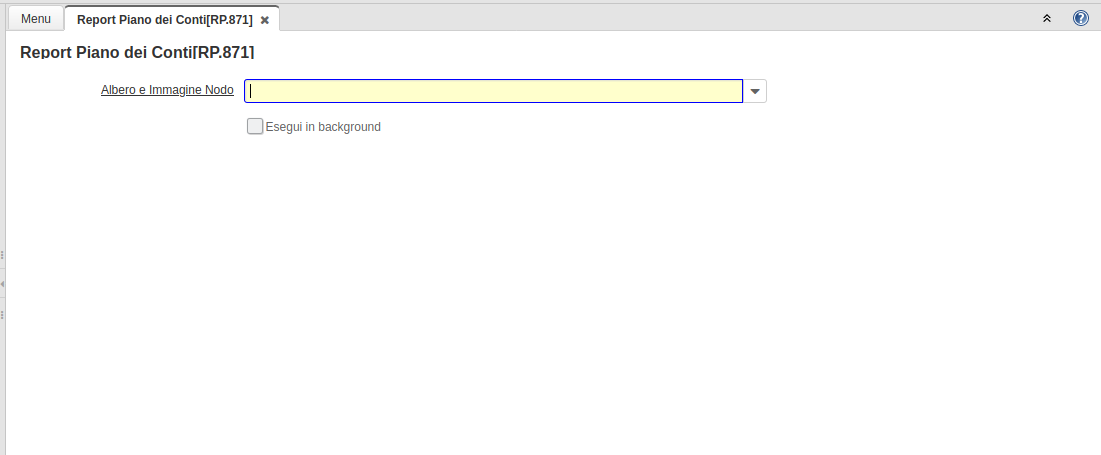 Menu
Report Piano dei Conti[RP.871]
Report Piano dei Conti[RP.871]
Albero e Immagine Nodo
Esegui in background